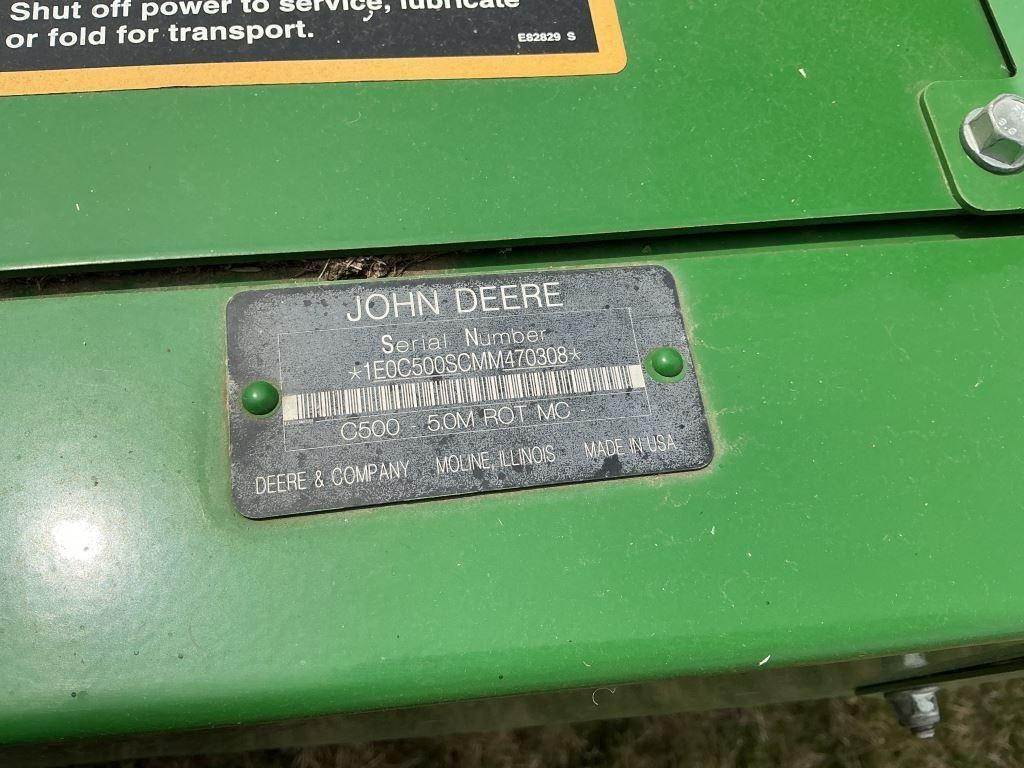 Shut off power to service, lubricate
or fold for transport.
E82829 S
JOHN DEERE
Serial Number
*1E0C500SCMM470308*
C500 - 5.0M ROT MC -
DEERE & COMPANY MOLINE, ILLINOIS MADE IN USA